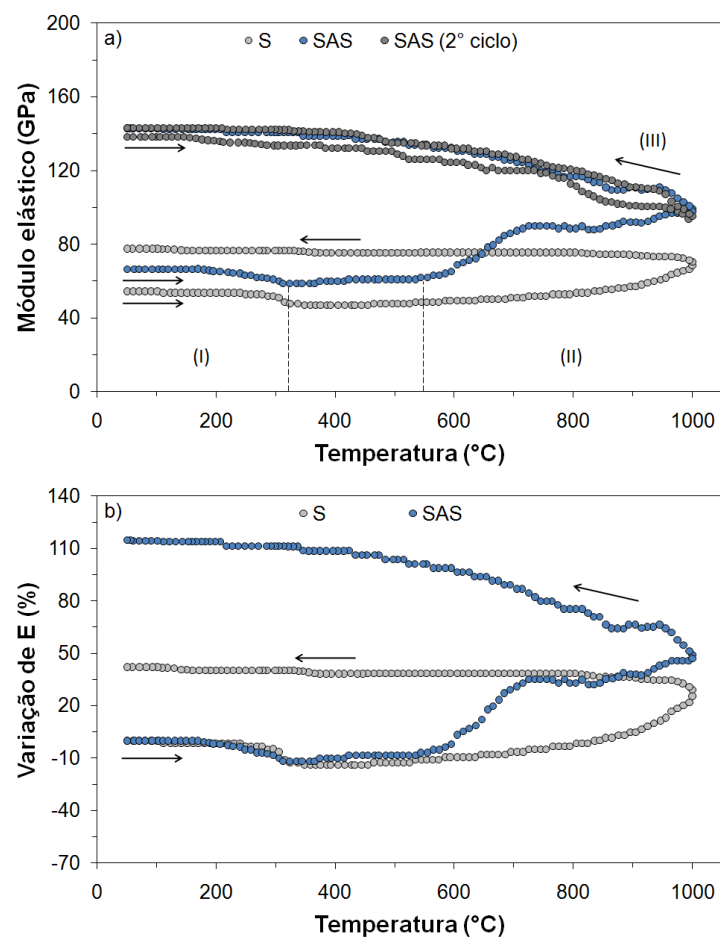 a)
S SAS SAS (2° ciclo)
200
160
120
80
40
0
Módulo elástico (GPa)
(III)
(I)
(II)
0 200 400 600 800 1000
Temperatura (°C)
b)
S SAS
140
110
80
50
20
-10
-40
-70
Variação de E (%)
0 200 400 600 800 1000
Temperatura (°C)